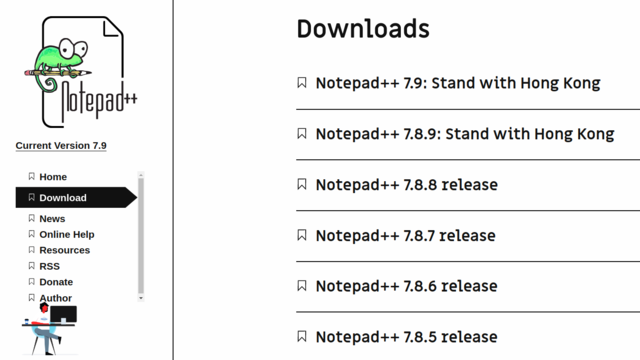 Notepad++
Current Version 7.9
Home
Download
News
Online Help
Resources
RSS
Donate
Author
Downloads
Notepad++ 7.9: Stand with Hong Kong
Notepad++ 7.8.9: Stand with Hong Kong
Notepad++ 7.8.8 release
Notepad++ 7.8.7 release
Notepad++ 7.8.6 release
Notepad++ 7.8.5 release